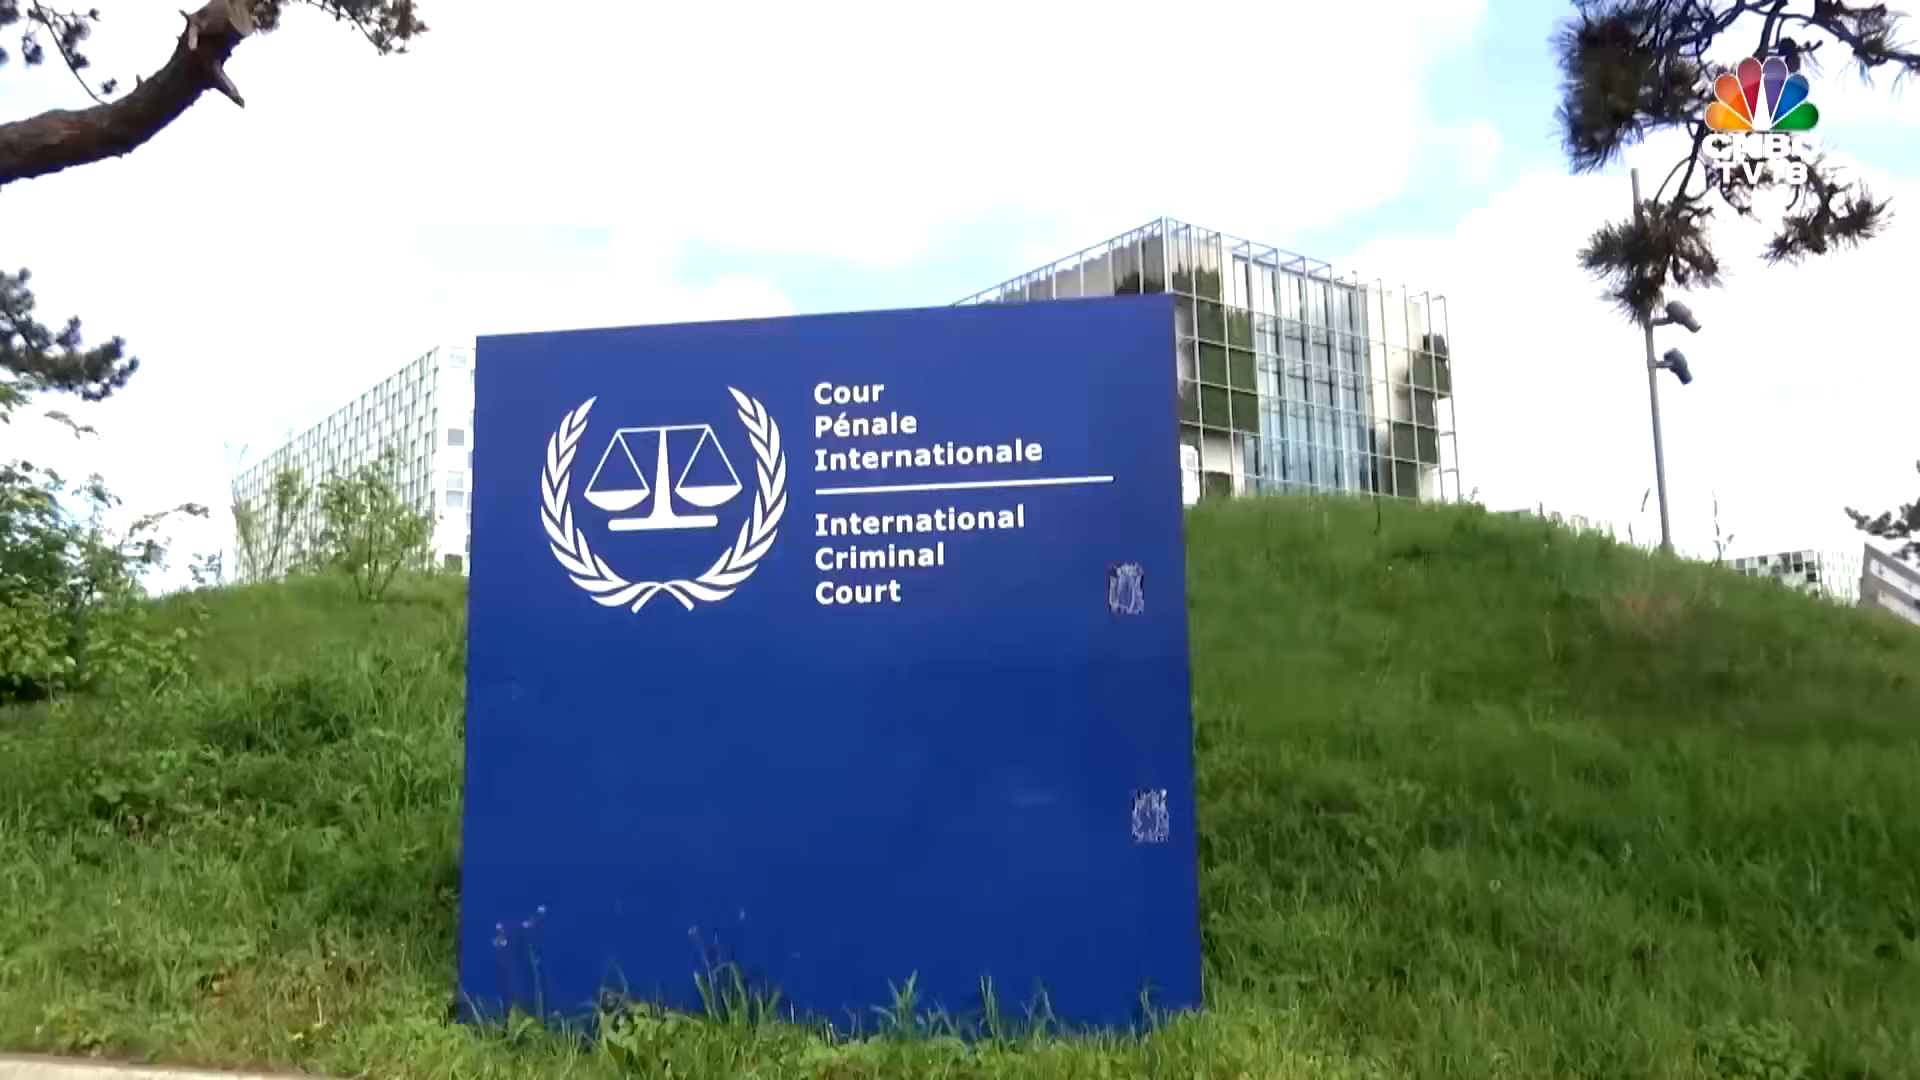 Cour
Pénale
Internationale
International
Criminal
Court
CNBC
TV18